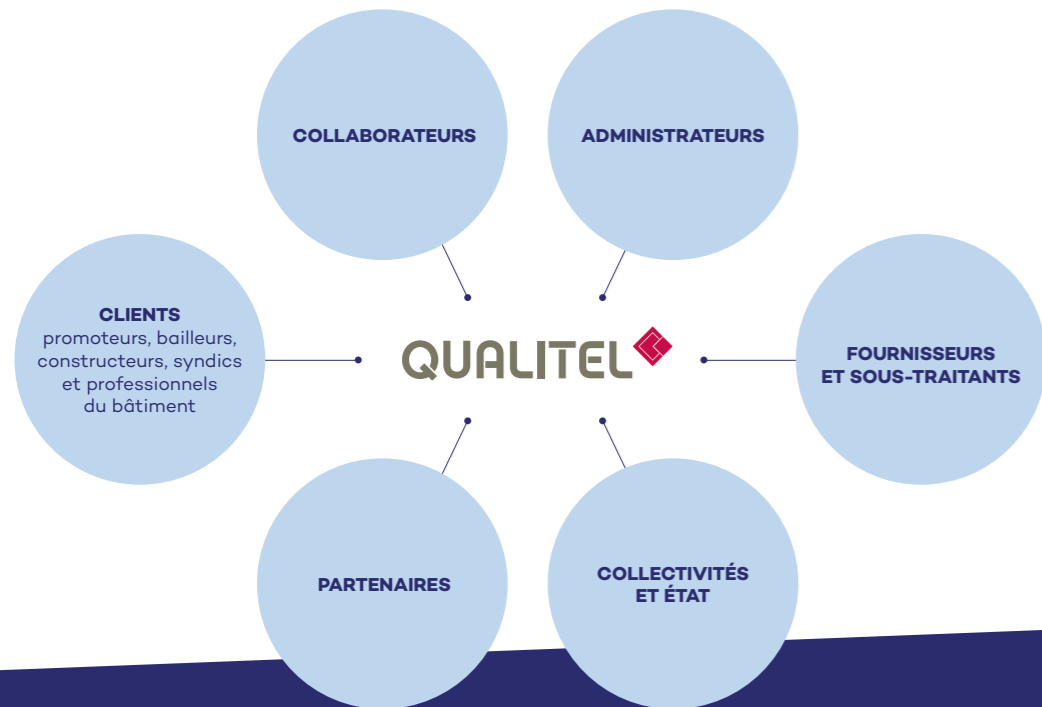 COLLABORATEURS
ADMINISTRATEURS
CLIENTS
promoteurs, bailleurs,
constructeurs, syndics
et professionnels
du bâtiment
QUALITEL
FOURNISSEURS
ET SOUS-TRAITANTS
PARTENAIRES
COLLECTIVITÉS
ET ÉTAT